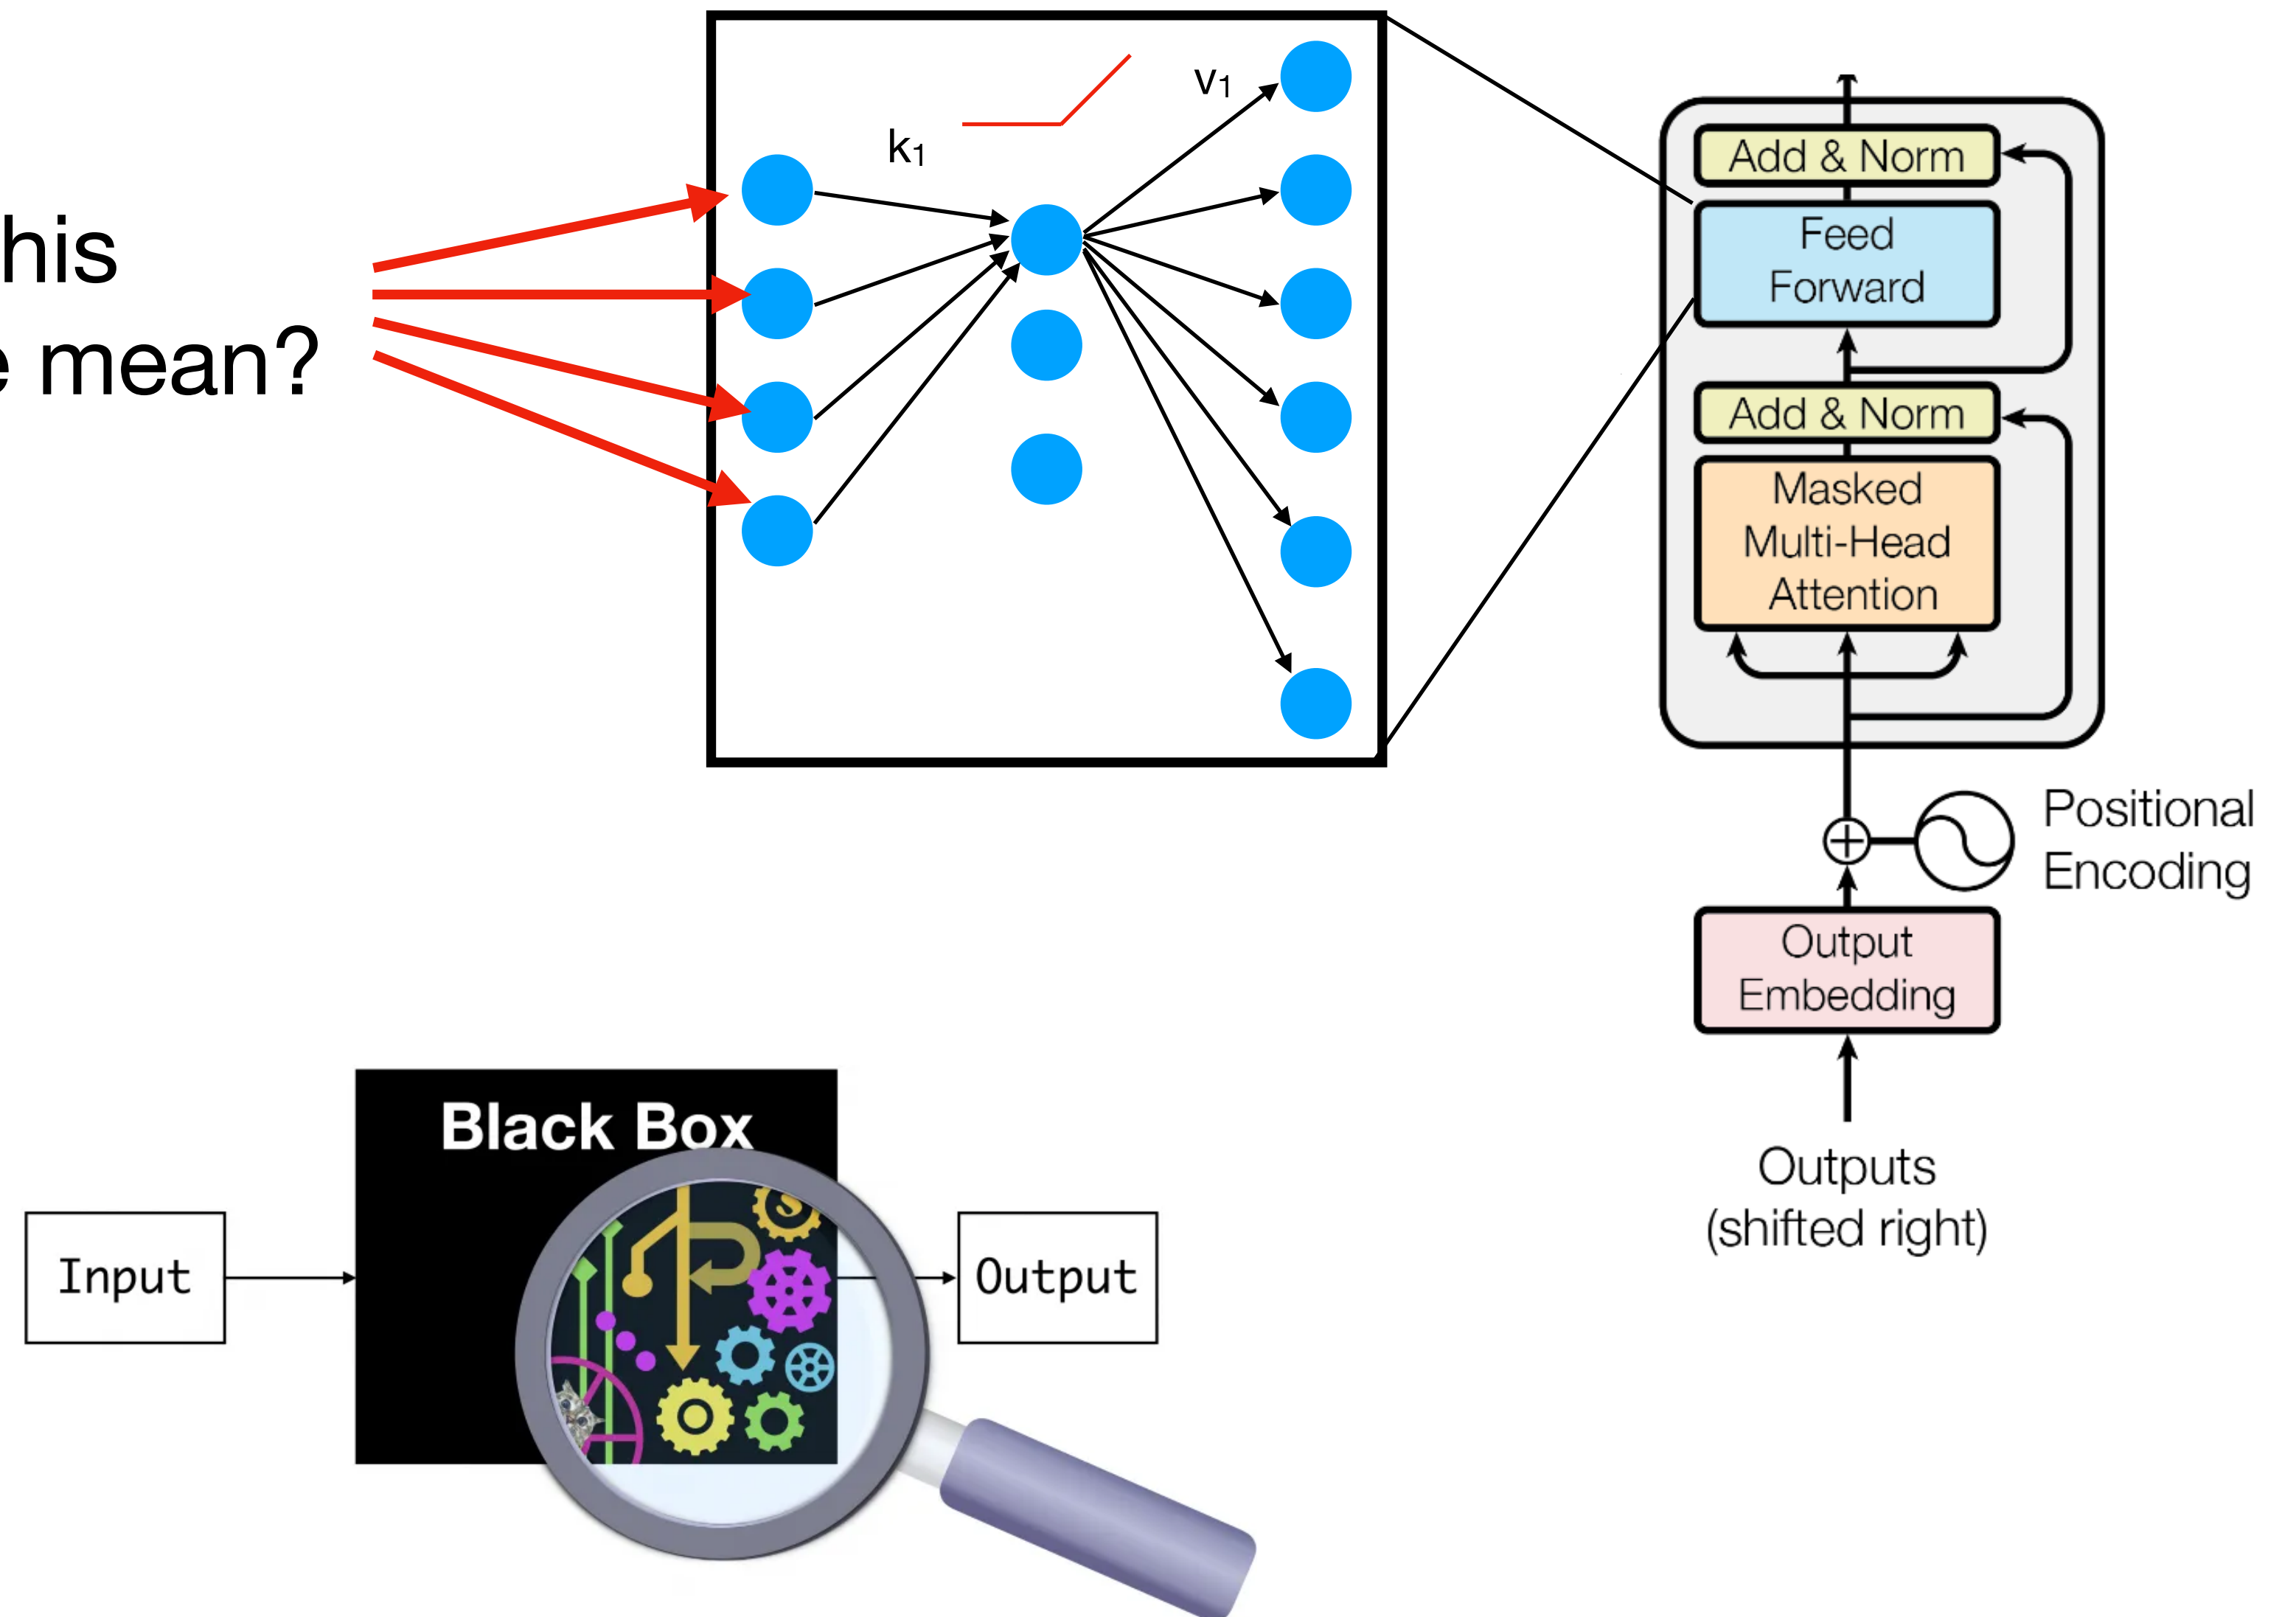 his
e mean?
k₁
v₁
Add & Norm
Feed
Forward
Add & Norm
Masked
Multi-Head
Attention
Positional
Encoding
Output
Embedding
Outputs
(shifted right)
Black Box
Input
Output